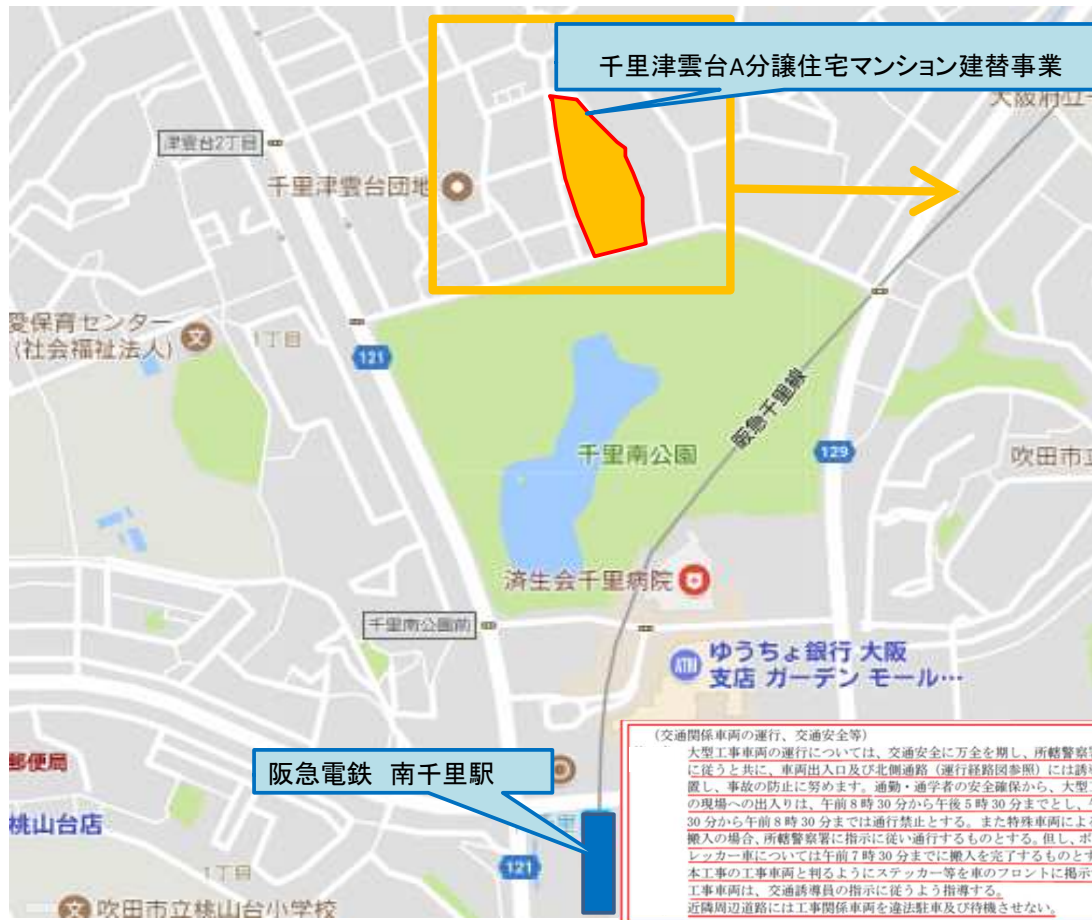 千里津雲台A分譲住宅マンション建替事業
大阪府立千
津雲台2丁目
千里津雲台団地
愛保育センター
(社会福祉法人)
1丁目
121
阪急千里線
千里南公園
129
吹田市立
済生会千里病院
千里南公園前
ATM
ゆうちょ銀行 大阪
支店 ガーデン モール…
郵便局
阪急電鉄 南千里駅
桃山台店
千里
1丁目
121
文 吹田市立桃山台小学校
(交通関係車両の運行、交通安全等)
大型工事車両の運行については、交通安全に万全を期し、所轄警察
に従うと共に、車両出入口及び北側通路(運行経路図参照)には誘
置し、事故の防止に努めます。通勤・通学者の安全確保から、大型
の現場への出入りは、午前8時30分から午後5時30分までとし、
30分から午前8時30分までは通行禁止とする。また特殊車両による
搬入の場合、所轄警察署に指示に従い通行するものとする。但し、ポ
レッカー車については午前7時30分までに搬入を完了するものとす
本工事の工事車両と判るようにステッカー等を車のフロントに掲示
工事車両は、交通誘導員の指示に従うよう指導する。
近隣周辺道路には工事関係車両を違法駐車及び待機させない。